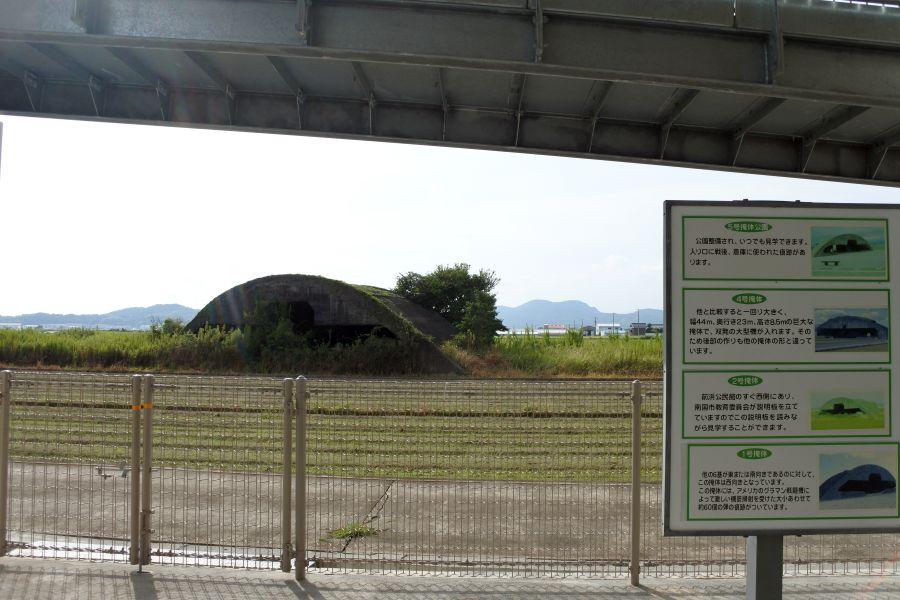 5号掩体公園
公園整備され、いつでも見学できます。
入り口に戦後、倉庫に使われた痕跡があ
ります。
4号掩体
他と比較すると一回り大きく、
幅44m、奥行き23m、高さ8.5mの巨大な
掩体で、双発の大型機が入れます。その
ため後部の作りも他の掩体の形と違って
います。
2号掩体
前浜公民館のすぐ西側にあり、
南国市教育委員会が説明板を立て
ていますのでこの説明板を読みな
がら見学することができます。
1号掩体
他の6基が東または南向きであるのに対して、
この掩体は西向きとなっています。
この掩体には、アメリカのグラマン戦闘機に
よって激しい機銃掃射を受けた大小あわせて
約60個の弾の痕跡がついています。